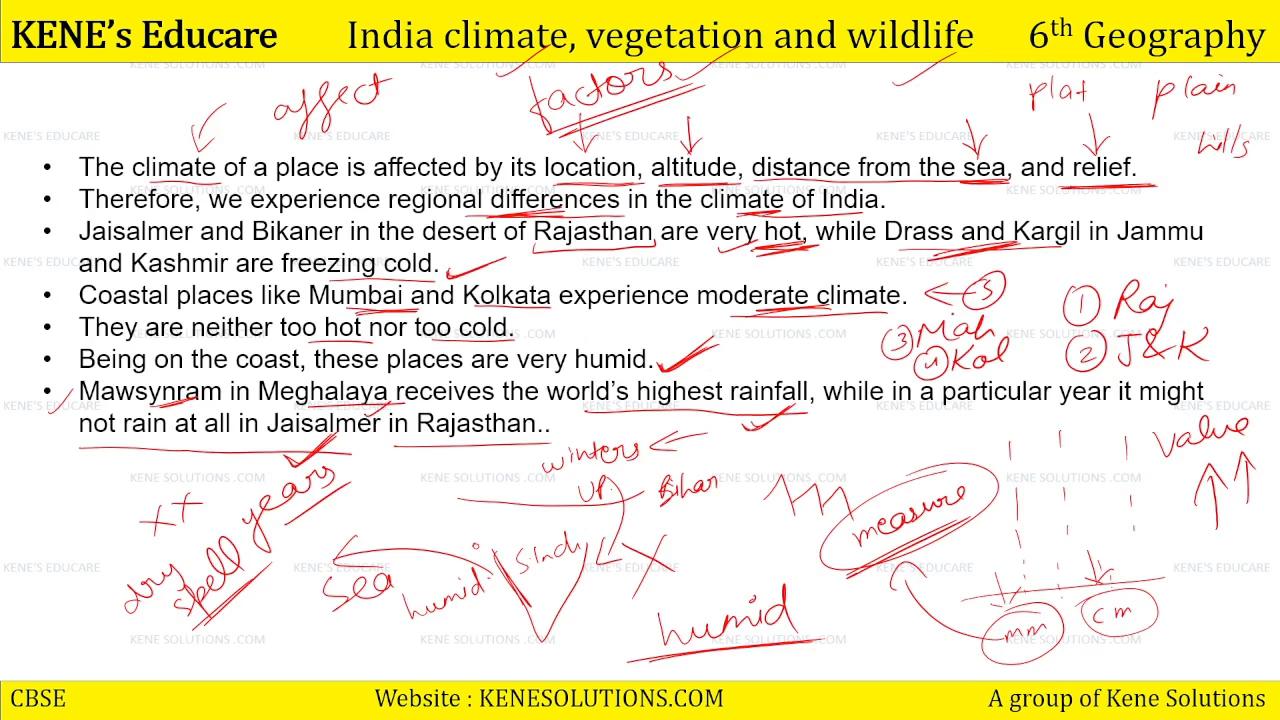 KENE's Educare India climate, vegetation and wildlife 6th Geography
affect factors plat plain
hills
• The climate of a place is affected by its location, altitude, distance from the sea, and relief.
• Therefore, we experience regional differences in the climate of India.
• Jaisalmer and Bikaner in the desert of Rajasthan are very hot, while Drass and Kargil in Jammu
and Kashmir are freezing cold.
• Coastal places like Mumbai and Kolkata experience moderate climate.
3 1 Raj
• They are neither too hot nor too cold.
3 Mah
• Being on the coast, these places are very humid.
4 Kol 2 J&K
• Mawsynram in Meghalaya receives the world's highest rainfall, while in a particular year it might
not rain at all in Jaisalmer in Rajasthan..
winters value
UP Bihar
years measure
dry
spell
sea humid
humid mm cm
KENE'S EDUCARE
KENE SOLUTIONS .COM
CBSE Website : KENESOLUTIONS.COM A group of Kene Solutions